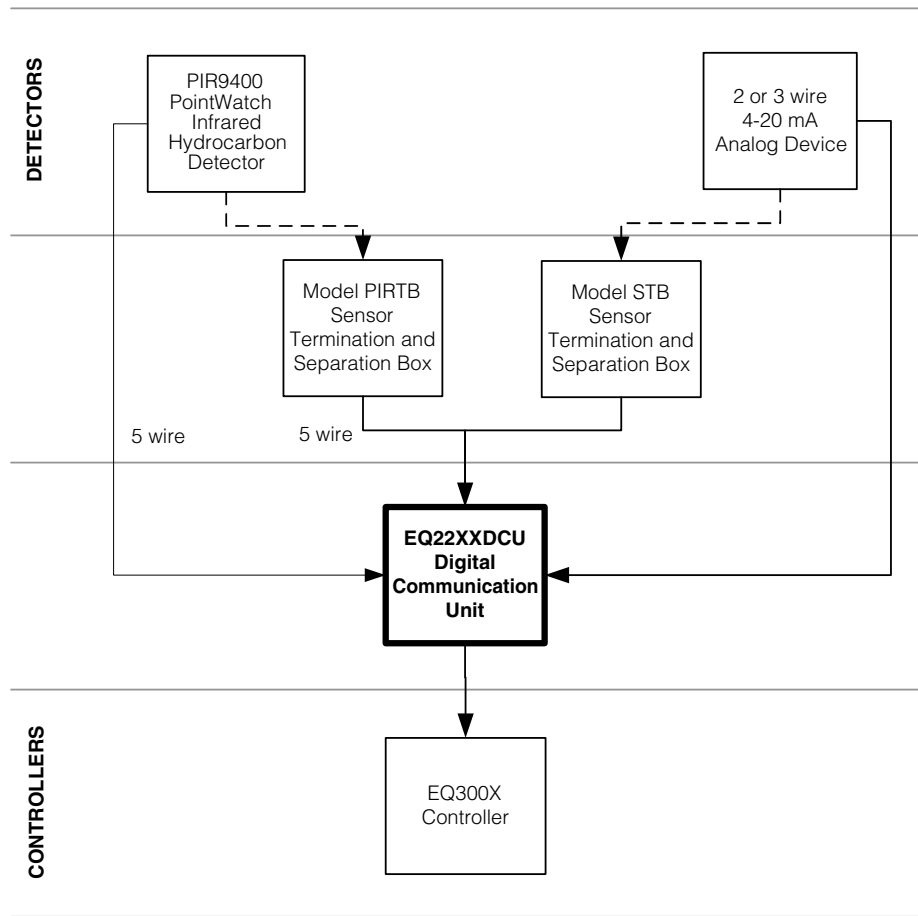 DETECTORS
PIR9400
PointWatch
Infrared
Hydrocarbon
Detector
2 or 3 wire
4-20 mA
Analog Device
Model PIRTB
Sensor
Termination and
Separation Box
Model STB
Sensor
Termination and
Separation Box
5 wire
5 wire
EQ22XXDCU
Digital
Communication
Unit
CONTROLLERS
EQ300X
Controller